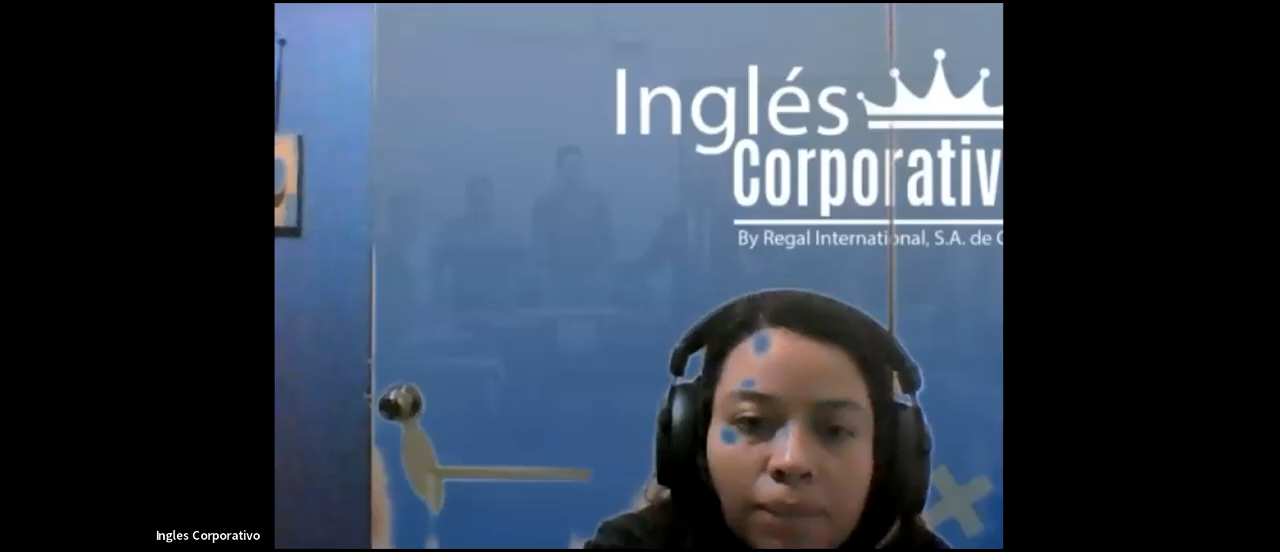 Inglés
Corporativ
By Regal International, S.A. de C
Ingles Corporativo